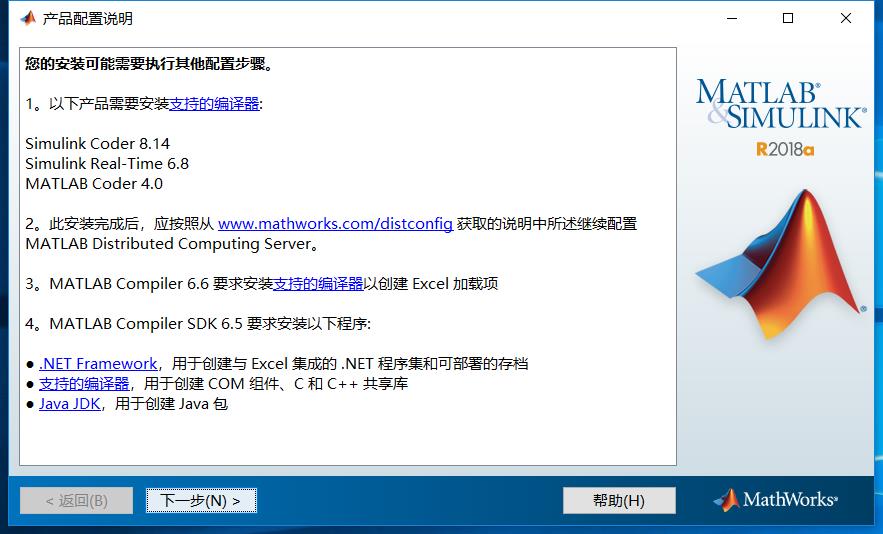 产品配置说明
您的安装可能需要执行其他配置步骤。
1。以下产品需要安装支持的编译器:
Simulink Coder 8.14
Simulink Real-Time 6.8
MATLAB Coder 4.0
2。此安装完成后，应按照从 www.mathworks.com/distconfig 获取的说明中所述继续配置
MATLAB Distributed Computing Server。
3。MATLAB Compiler 6.6 要求安装支持的编译器以创建 Excel 加载项
4。MATLAB Compiler SDK 6.5 要求安装以下程序:
● .NET Framework，用于创建与 Excel 集成的 .NET 程序集和可部署的存档
● 支持的编译器，用于创建 COM 组件、C 和 C++ 共享库
● Java JDK，用于创建 Java 包
MATLAB®
&SIMULINK®
R2018a
®
< 返回(B)
下一步(N) >
帮助(H)
MathWorks®